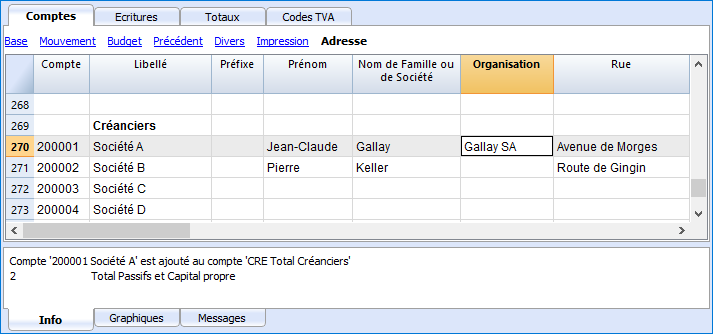 Comptes Ecritures Totaux Codes TVA
Base Mouvement Budget Précédent Divers Impression Adresse
Compte Libellé Préfixe Prénom Nom de Famille ou de Société Organisation Rue
268
269 Créanciers
270 200001 Société A Jean-Claude Gallay Gallay SA Avenue de Morges
271 200002 Société B Pierre Keller Route de Gingin
272 200003 Société C
273 200004 Société D
Compte '200001 Société A' est ajouté au compte 'CRE Total Créanciers'
2 Total Passifs et Capital propre
Info Graphiques Messages